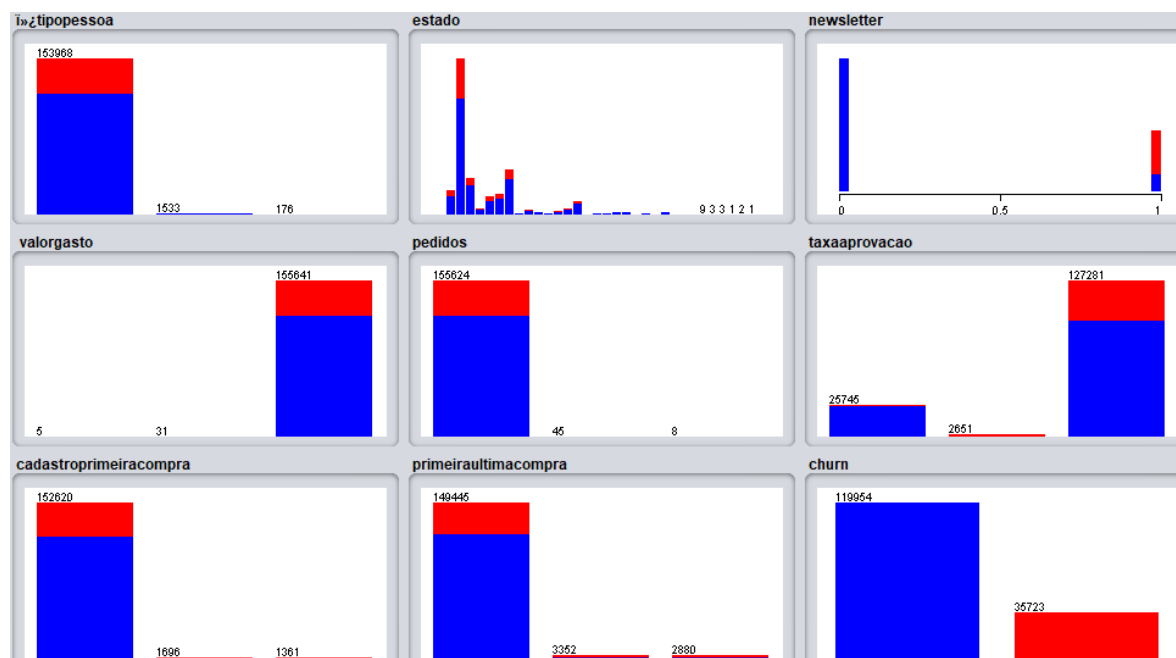 ï»¿tipopessoa
153968
1533
176
estado
9 3 3 1 2 1
newsletter
0
0.5
1
valorgasto
5
31
155641
pedidos
155624
45
8
taxaaprovacao
25745
2651
127281
cadastroprimeiracompra
152620
1696
1361
primeiraultimacompra
149445
3352
2880
churn
119954
35723